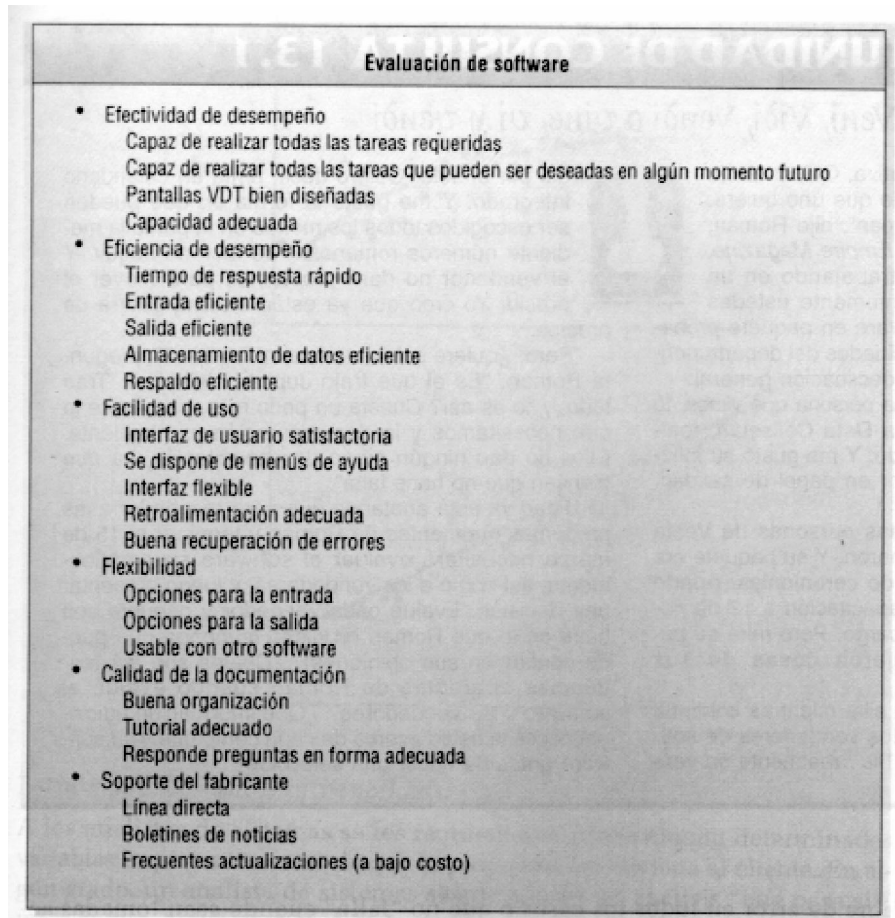 Evaluación de software
• Efectividad de desempeño
Capaz de realizar todas las tareas requeridas
Capaz de realizar todas las tareas que pueden ser deseadas en algún momento futuro
Pantallas VDT bien diseñadas
Capacidad adecuada
• Eficiencia de desempeño
Tiempo de respuesta rápido
Entrada eficiente
Salida eficiente
Almacenamiento de datos eficiente
Respaldo eficiente
• Facilidad de uso
Interfaz de usuario satisfactoria
Se dispone de menús de ayuda
Interfaz flexible
Retroalimentación adecuada
Buena recuperación de errores
• Flexibilidad
Opciones para la entrada
Opciones para la salida
Usable con otro software
• Calidad de la documentación
Buena organización
Tutorial adecuado
Responde preguntas en forma adecuada
• Soporte del fabricante
Línea directa
Boletines de noticias
Frecuentes actualizaciones (a bajo costo)